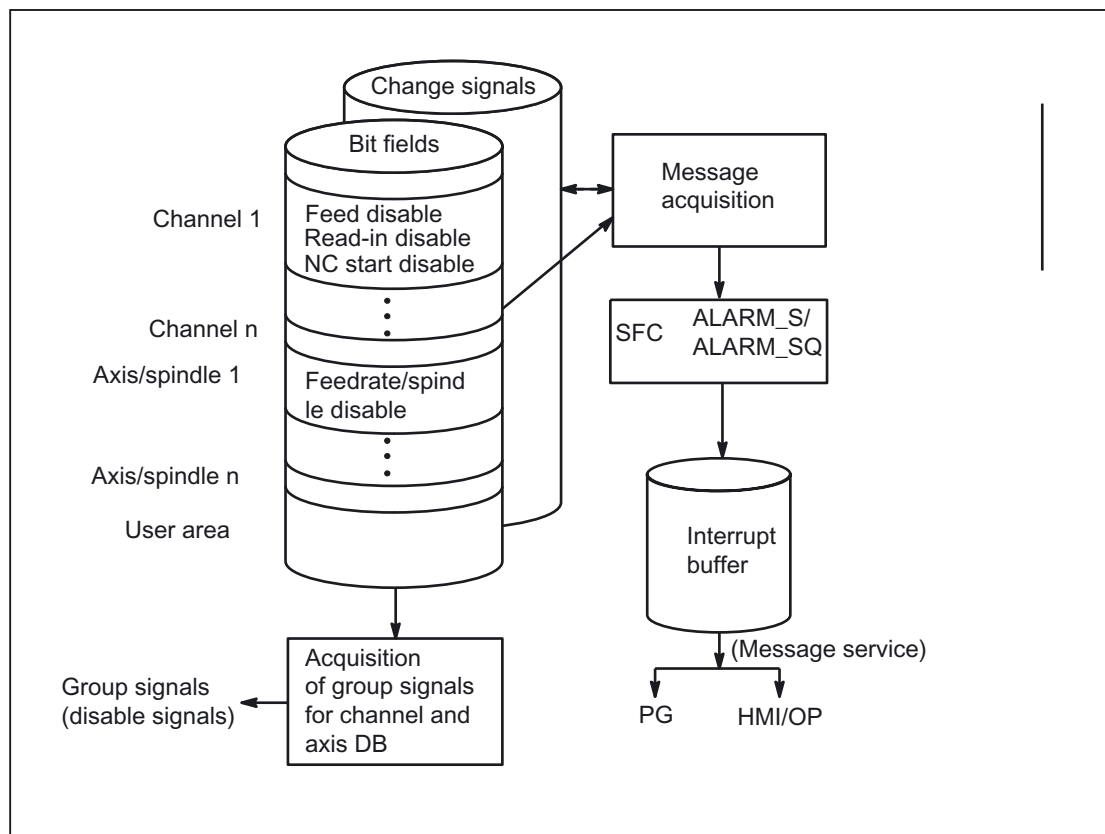 Change signals
Bit fields
Channel 1
Feed disable
Read-in disable
NC start disable
Channel n
Axis/spindle 1
Feedrate/spind
le disable
Axis/spindle n
User area
Message
acquisition
SFC
ALARM_S/
ALARM_SQ
Interrupt
buffer
(Message service)
PG
HMI/OP
Acquisition
of group signals
for channel and
axis DB
Group signals
(disable signals)